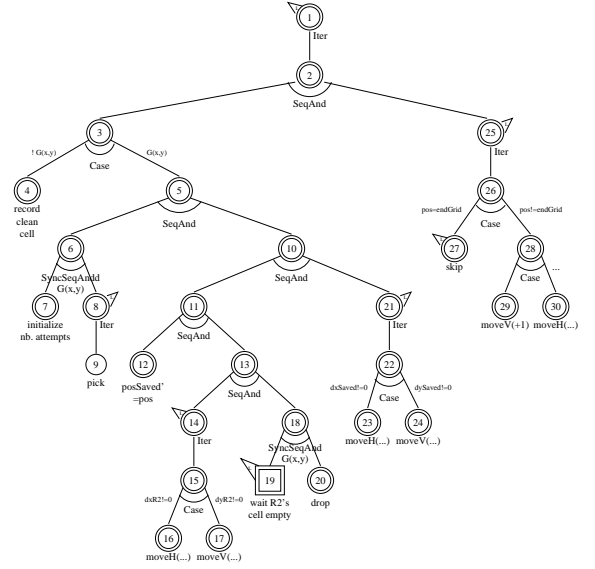 1
Iter
2
SeqAnd
3
25
! G(x,y)
G(x,y)
Case
Iter
4
5
26
record
clean
cell
SeqAnd
pos=endGrid
pos!=endGrid
Case
6
10
27
28
skip
...
SyncSeqAndd
G(x,y)
SeqAnd
Case
7
8
11
21
29
30
initialize
nb. attempts
Iter
SeqAnd
Iter
moveV(+1)
moveH(...)
9
12
13
22
pick
posSaved'
=pos
SeqAnd
dxSaved!=0
dySaved!=0
Case
14
18
23
24
Iter
SyncSeqAnd
G(x,y)
moveH(...)
moveV(...)
15
19
20
dxR2!=0
dyR2!=0
Case
wait R2's
cell empty
drop
16
17
moveH(...)
moveV(...)